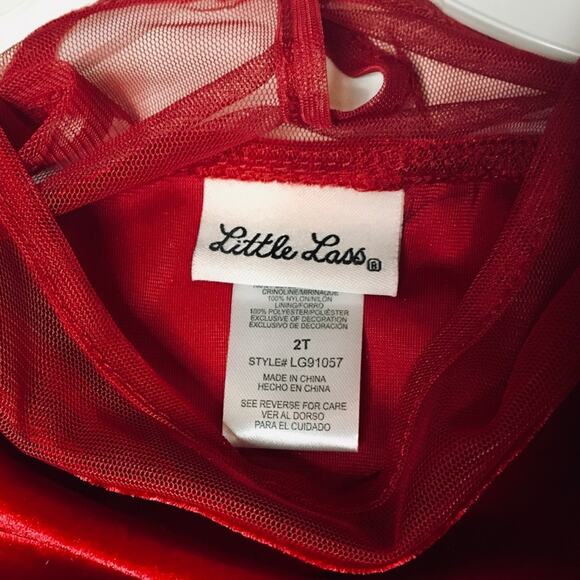 Little Lass ®
CRINOLINE/MIRINAQUE
100% NYLON/NILON
LINING/FORRO
100% POLYESTER/POLIÉSTER
EXCLUSIVE OF DECORATION
EXCLUSIVO DE DECORACIÓN
2T
STYLE# LG91057
MADE IN CHINA
HECHO EN CHINA
SEE REVERSE FOR CARE
VER AL DORSO
PARA EL CUIDADO